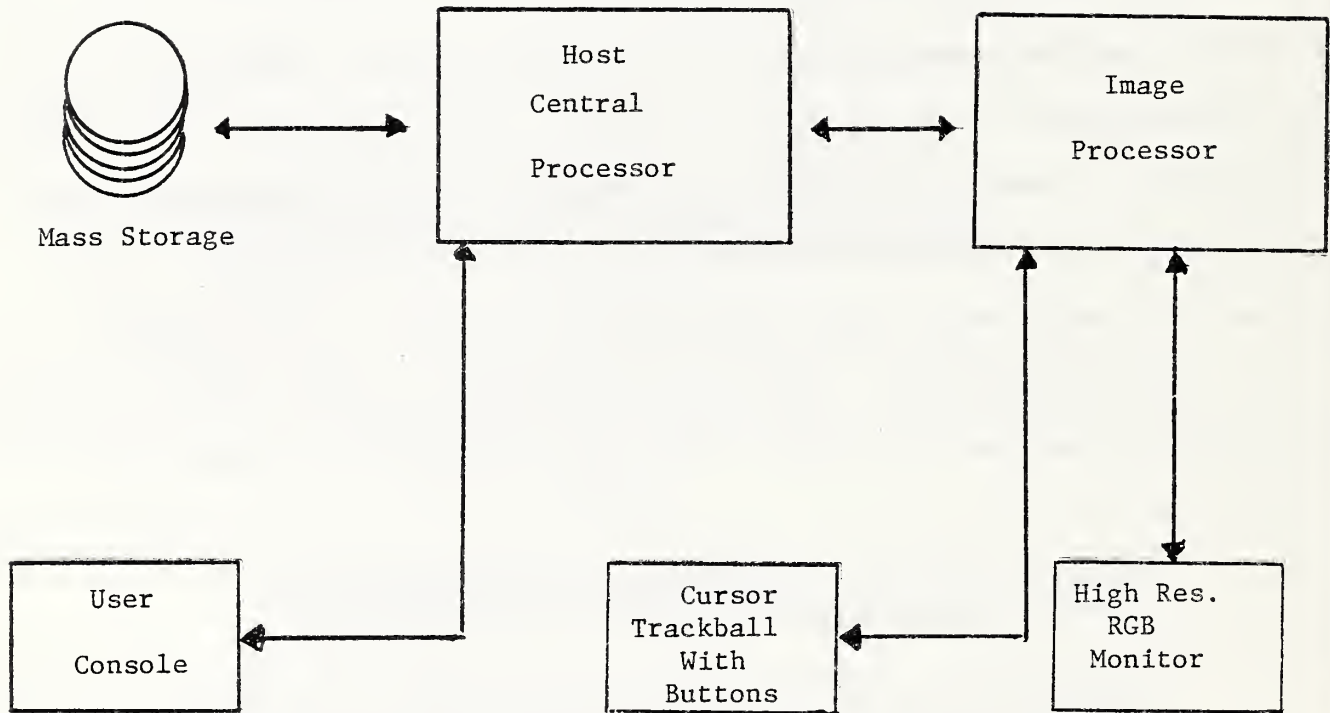 Host
Central
Processor
Image
Processor
Mass Storage
User
Console
Cursor
Trackball
With
Buttons
High Res.
RGB
Monitor